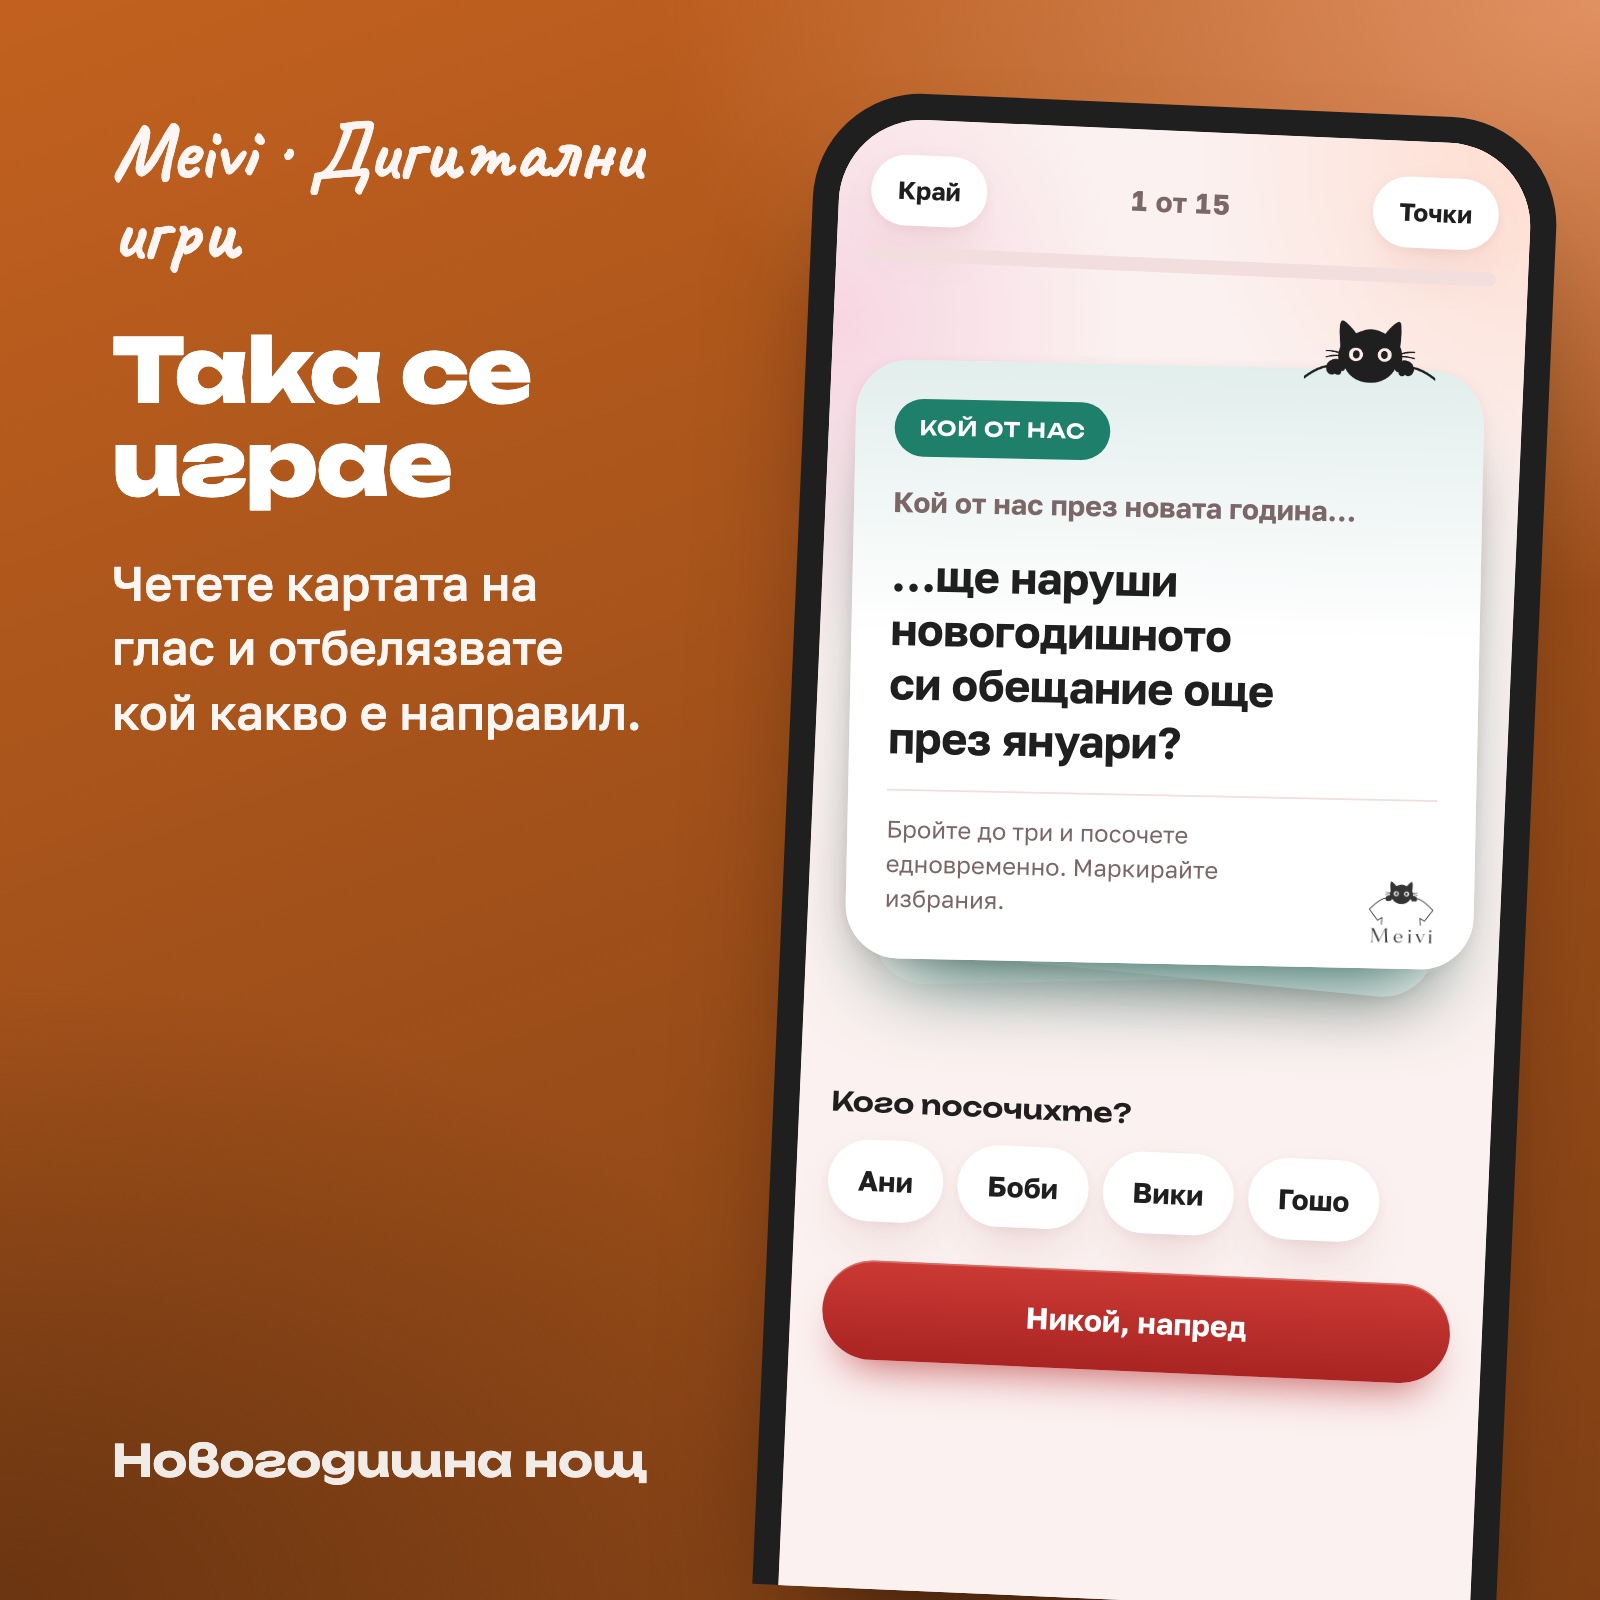 Meivi · Дигитални
игри
Така се
играе
Четете картата на
глас и отбелязвате
кой какво е направил.
Новогодишна нощ
Край
1 от 15
Точки
КОЙ ОТ НАС
Кой от нас през новата година...
...ще наруши
новогодишното
си обещание още
през януари?
Бройте до три и посочете
едновременно. Маркирайте
избрания.
Meivi
Кого посочихте?
Ани
Боби
Вики
Гошо
Никой, напред